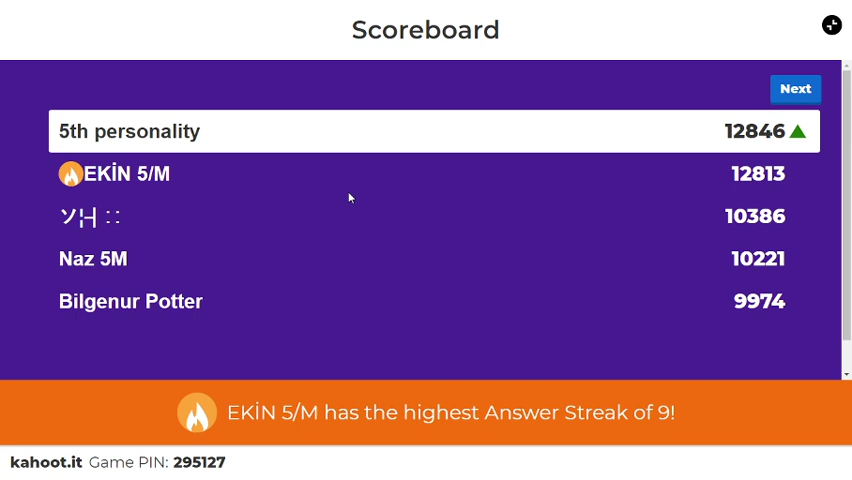 Scoreboard
Next
5th personality 12846
EKİN 5/M 12813
10386
Naz 5M 10221
Bilgenur Potter 9974
EKİN 5/M has the highest Answer Streak of 9!
kahoot.it Game PIN: 295127